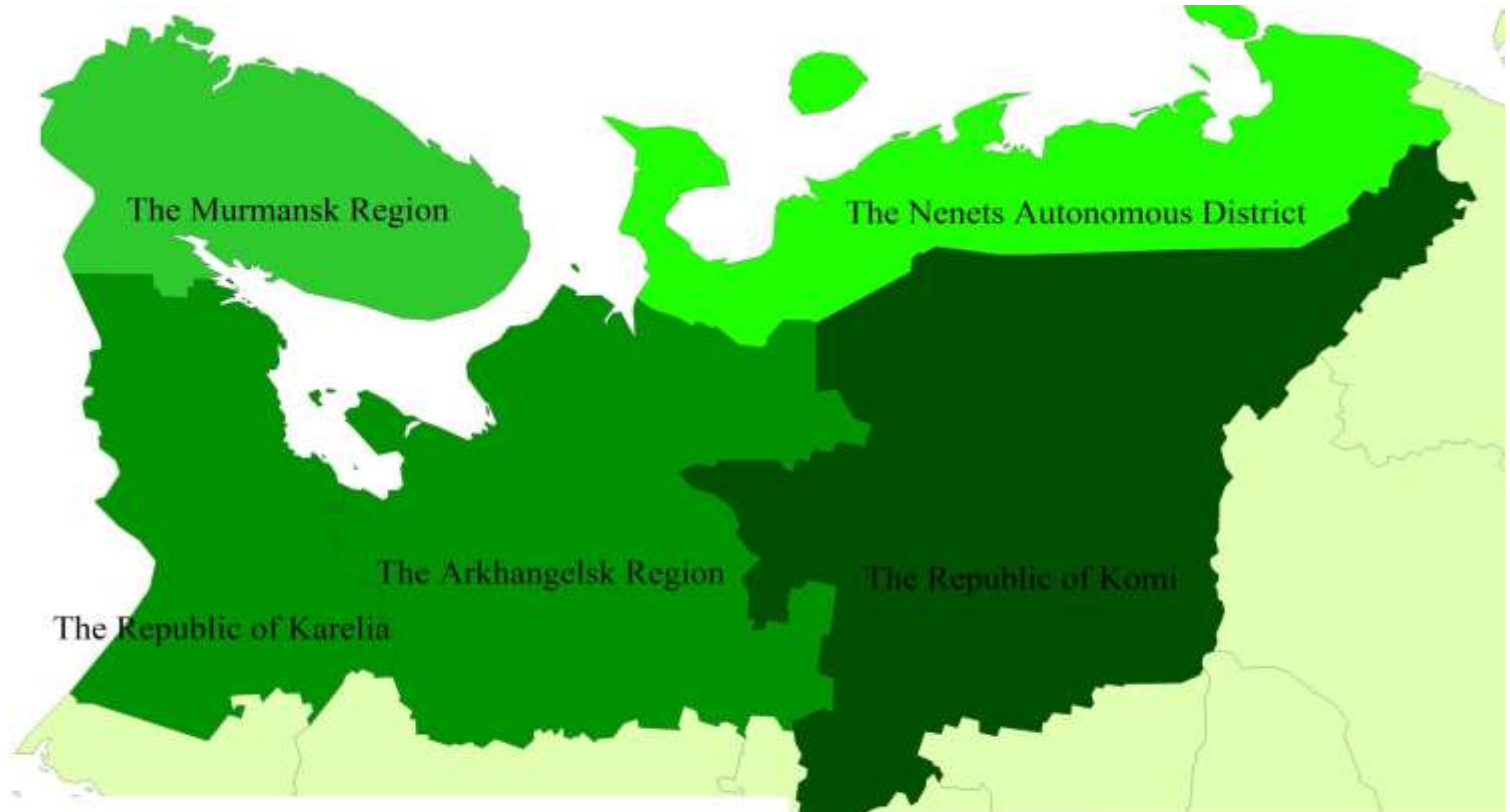 The Murmansk Region
The Nenets Autonomous District
The Arkhangelsk Region
The Republic of Komi
The Republic of Karelia